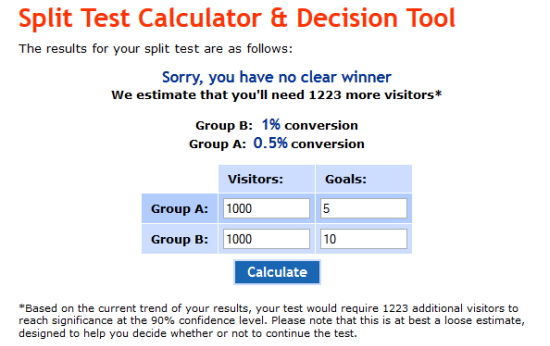 Split Test Calculator & Decision Tool
The results for your split test are as follows:
Sorry, you have no clear winner
We estimate that you'll need 1223 more visitors*
Group B: 1% conversion
Group A: 0.5% conversion
Visitors: Goals:
Group A: 1000 5
Group B: 1000 10
Calculate
*Based on the current trend of your results, your test would require 1223 additional visitors to
reach significance at the 90% confidence level. Please note that this is at best a loose estimate,
designed to help you decide whether or not to continue the test.